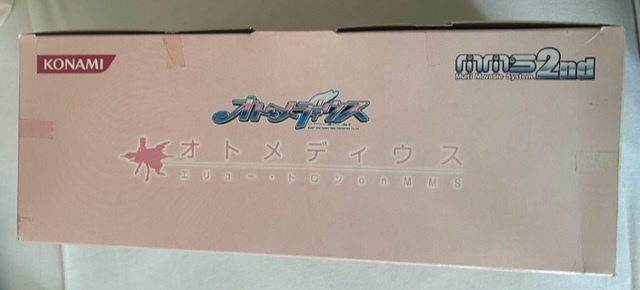 KONAMI
MMS 2nd
Multi Movable System
オトメディウス
オトメディウス
エリュー・トロン on MMS